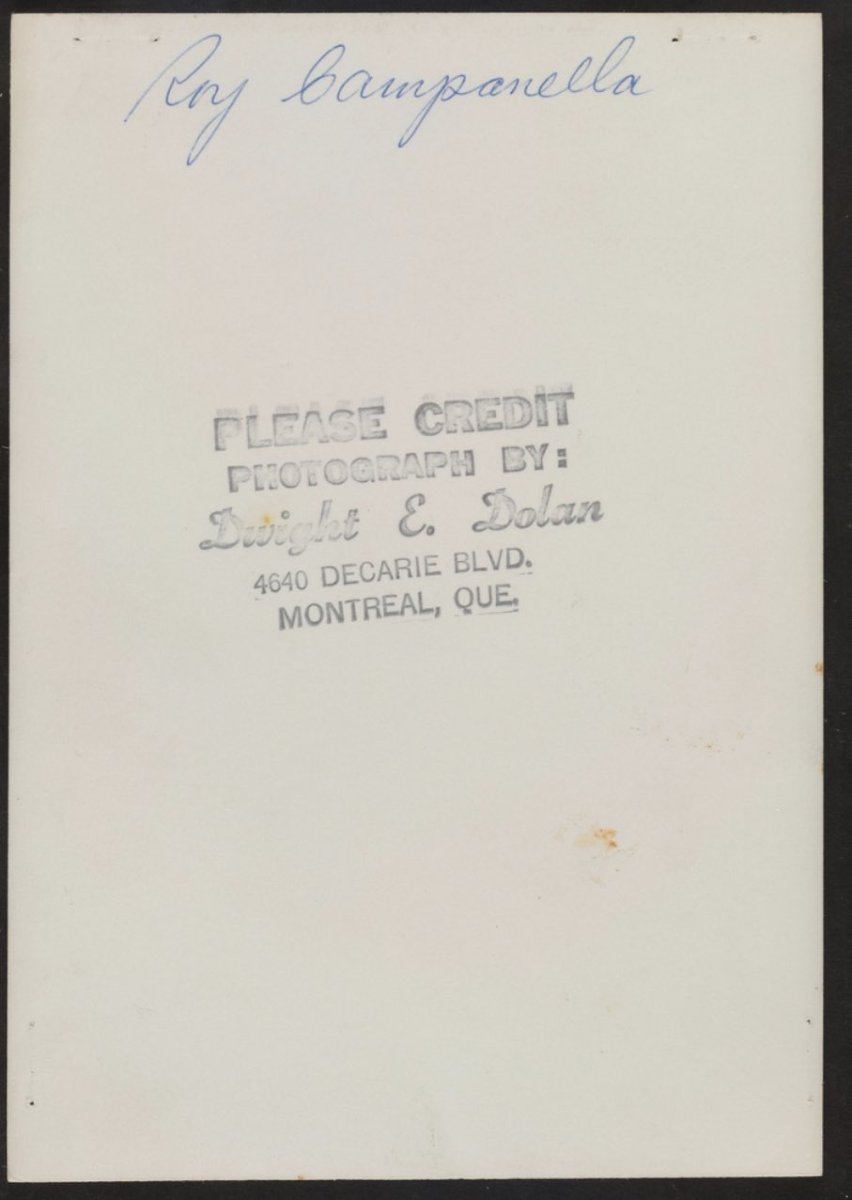 Roy Campanella
PLEASE CREDIT
PHOTOGRAPH BY:
Dwight E. Dolan
4640 DECARIE BLVD.
MONTREAL, QUE.